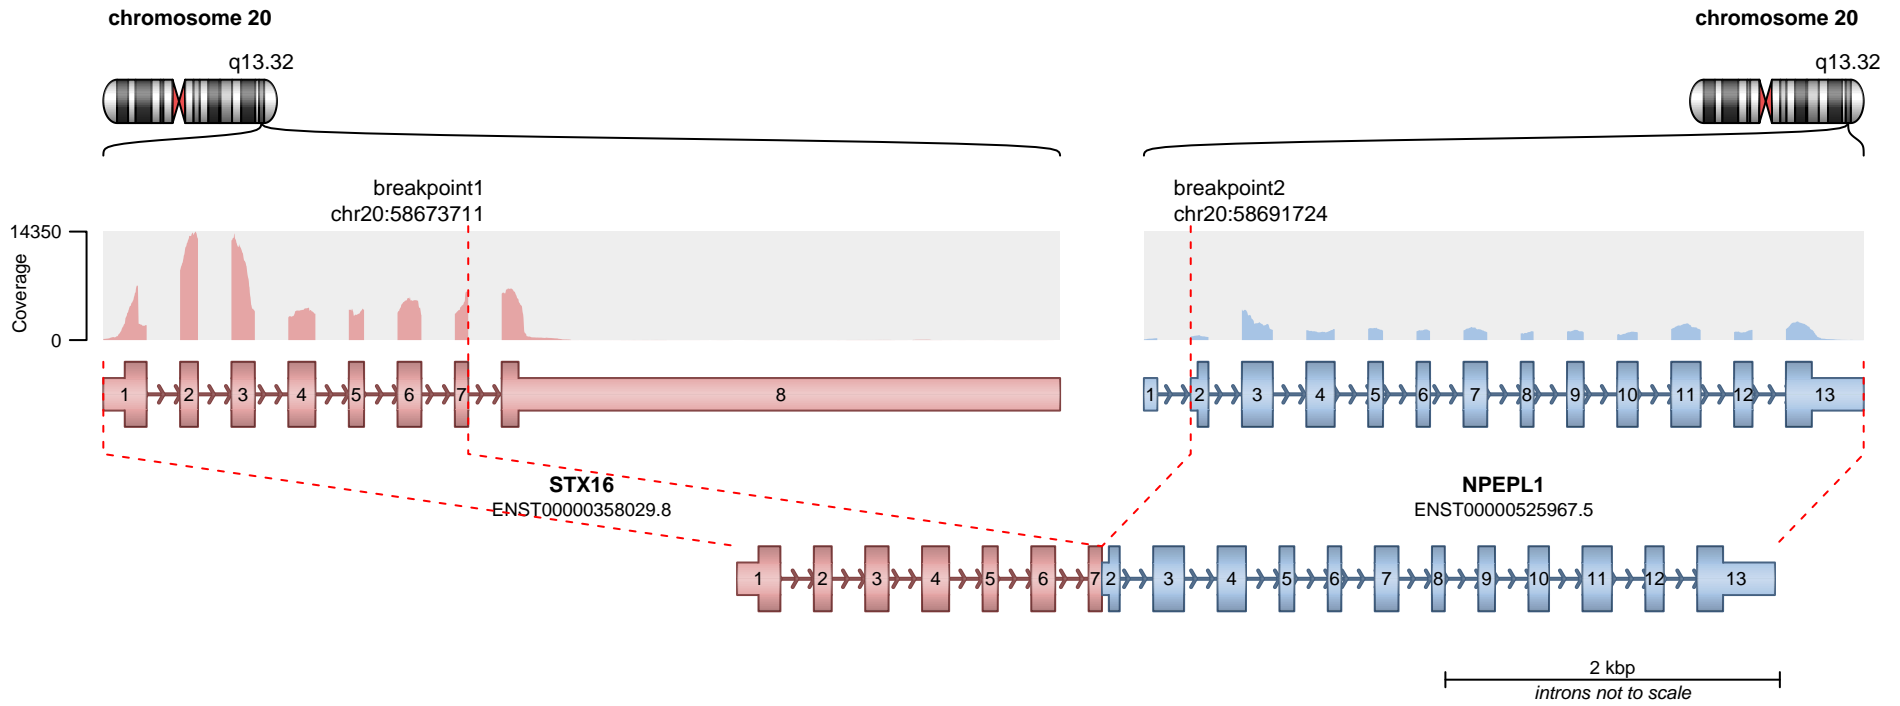 chromosome 20
chromosome 20
q13.32
q13.32
breakpoint1
chr20:58673711
breakpoint2
chr20:58691724
14350
Coverage
0
1 2 3 4 5 6 7 8
1 2 3 4 5 6 7 8 9 10 11 12 13
STX16
ENST00000358029.8
NPEPL1
ENST00000525967.5
1 2 3 4 5 6 7 2 3 4 5 6 7 8 9 10 11 12 13
2 kbp
introns not to scale